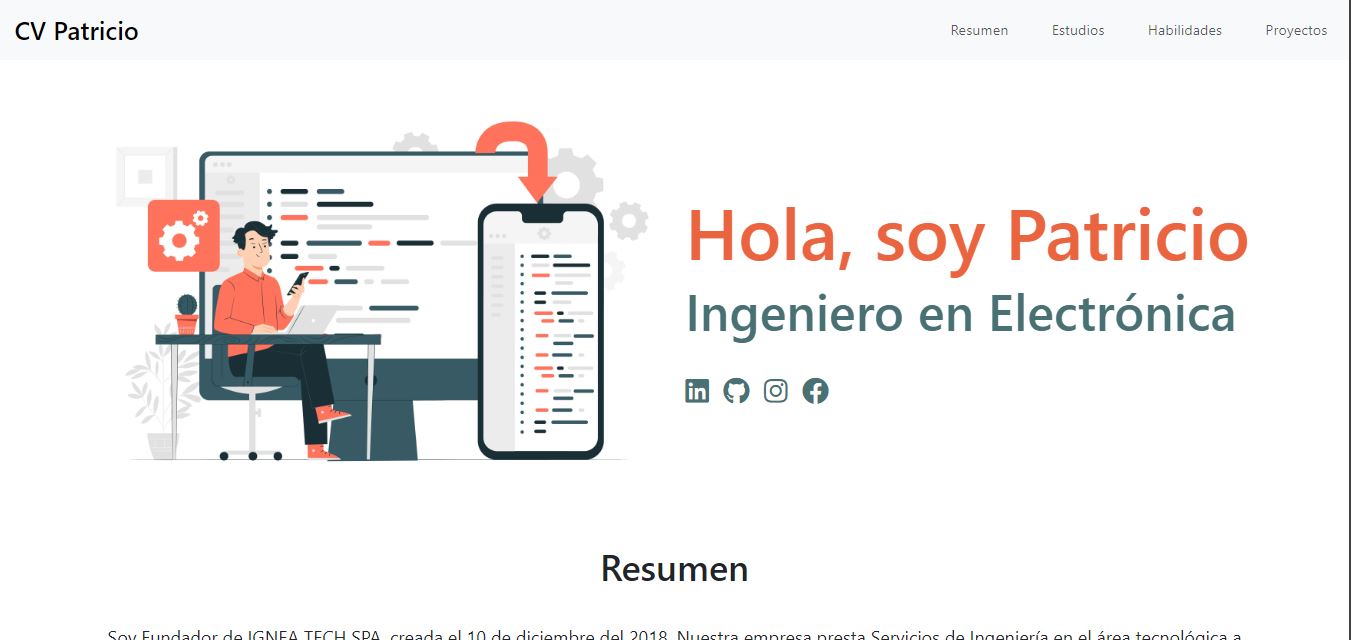 CV Patricio
Resumen Estudios Habilidades Proyectos
Hola, soy Patricio
Ingeniero en Electrónica
in
Resumen
Soy Fundador de IGNEA TECH SPA, creada el 10 de diciembre del 2018. Nuestra empresa presta Servicios de Ingeniería en el área tecnológica a